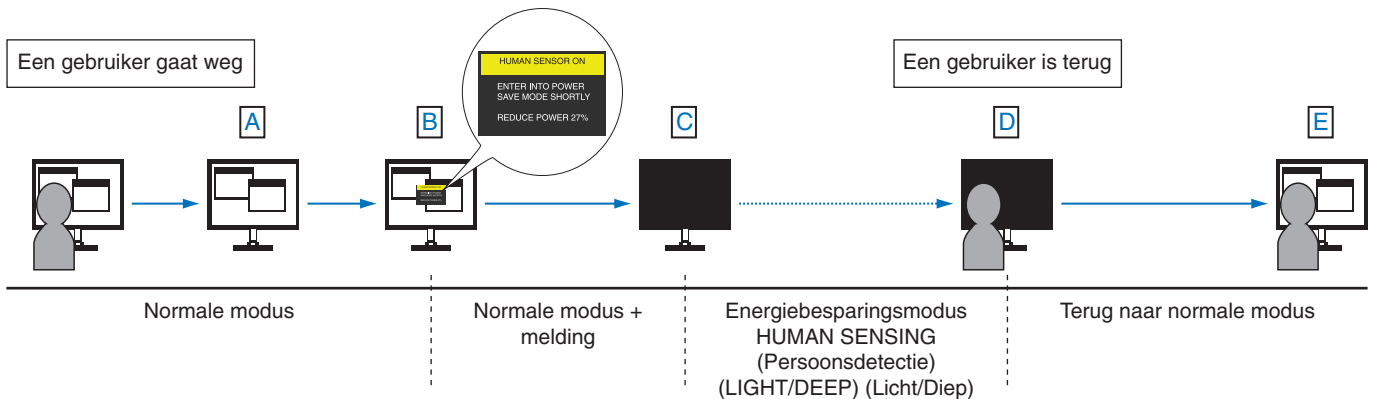 Een gebruiker gaat weg
HUMAN SENSOR ON
ENTER INTO POWER
SAVE MODE SHORTLY
REDUCE POWER 27%
Een gebruiker is terug
A
B
C
D
E
Normale modus
Normale modus +
melding
Energiebesparingsmodus
HUMAN SENSING
(Persoonsdetectie)
(LIGHT/DEEP) (Licht/Diep)
Terug naar normale modus